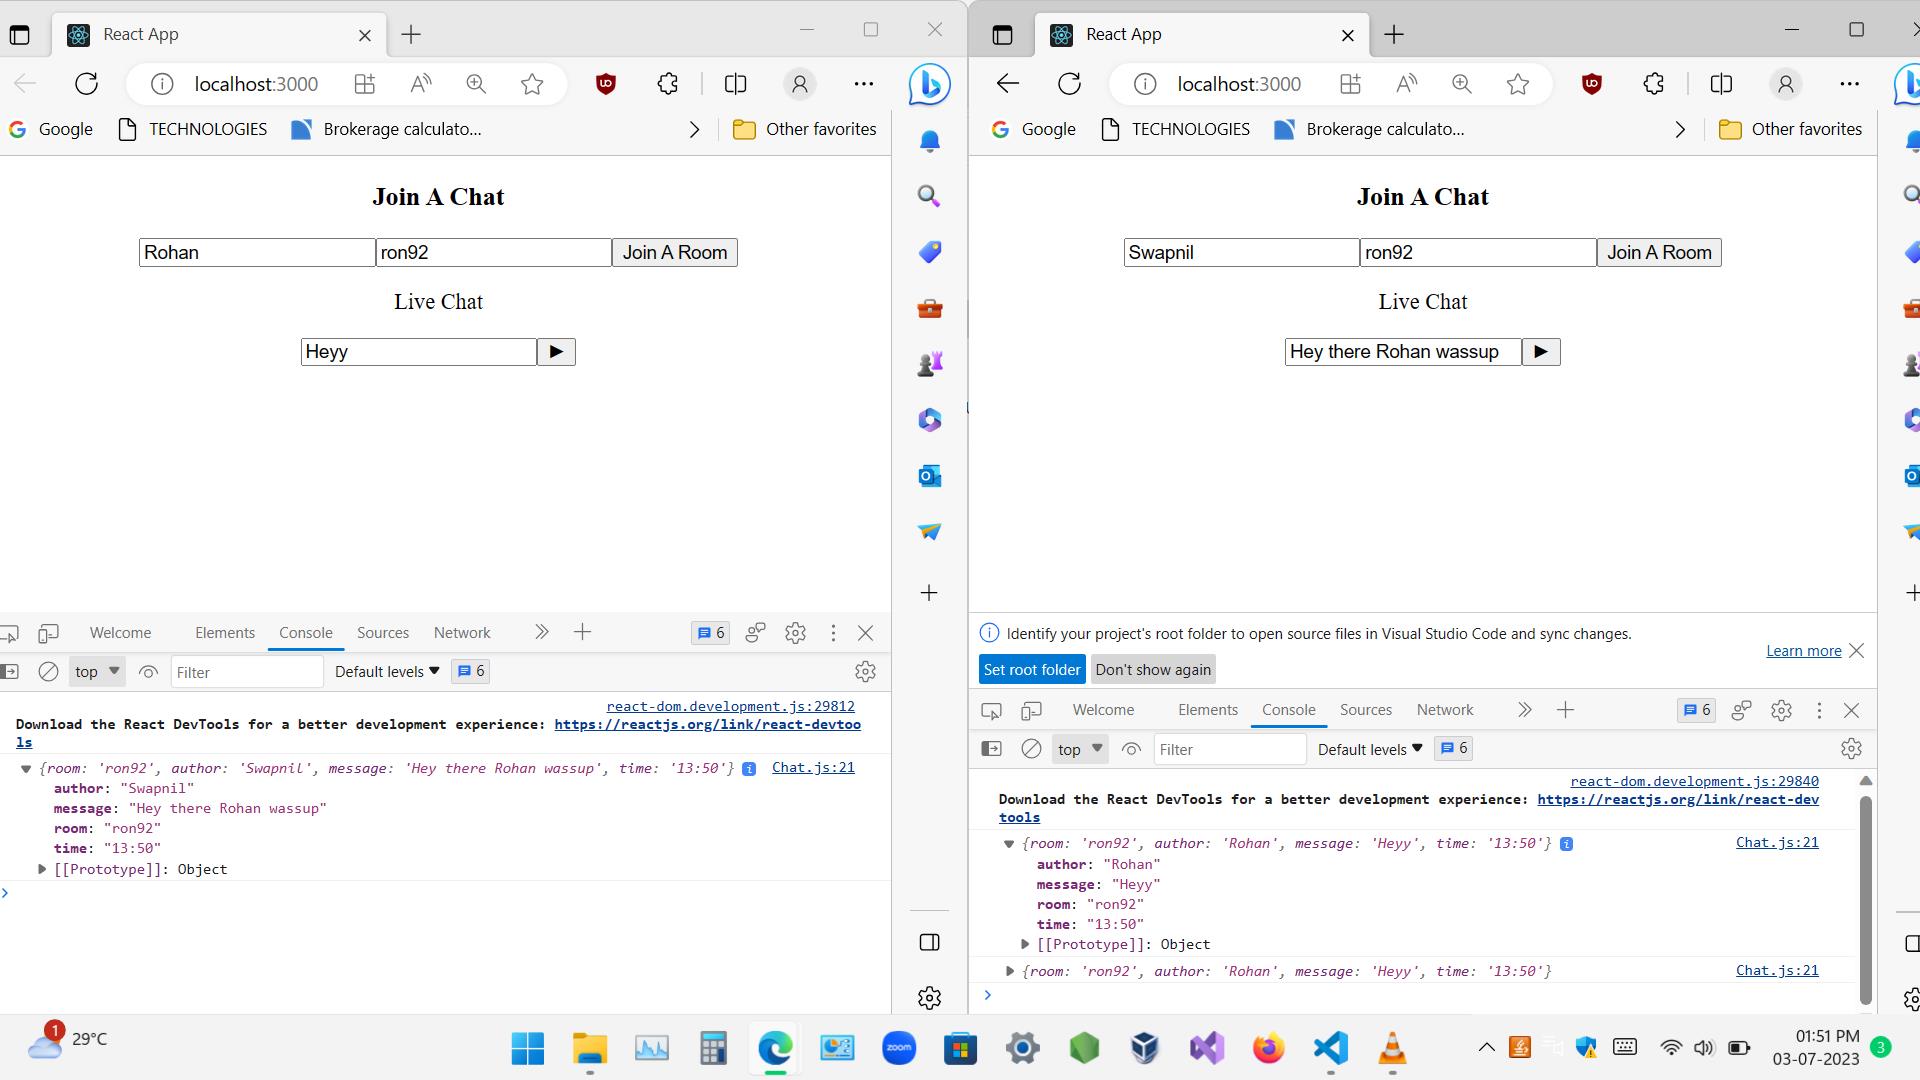 React App
localhost:3000
Google
TECHNOLOGIES
Brokerage calculato...
Other favorites
Join A Chat
Rohan
ron92
Join A Room
Live Chat
Heyy
Welcome
Elements
Console
Sources
Network
6
top
Filter
Default levels
6
react-dom.development.js:29812
Download the React DevTools for a better development experience: https://reactjs.org/link/react-devtoo
ls
{room: 'ron92', author: 'Swapnil', message: 'Hey there Rohan wassup', time: '13:50'} Chat.js:21
author: "Swapnil"
message: "Hey there Rohan wassup"
room: "ron92"
time: "13:50"
[[Prototype]]: Object
React App
localhost:3000
Google
TECHNOLOGIES
Brokerage calculato...
Other favorites
Join A Chat
Swapnil
ron92
Join A Room
Live Chat
Hey there Rohan wassup
Identify your project's root folder to open source files in Visual Studio Code and sync changes.
Learn more
Set root folder
Don't show again
Welcome
Elements
Console
Sources
Network
6
top
Filter
Default levels
6
react-dom.development.js:29840
Download the React DevTools for a better development experience: https://reactjs.org/link/react-dev
tools
{room: 'ron92', author: 'Rohan', message: 'Heyy', time: '13:50'} Chat.js:21
author: "Rohan"
message: "Heyy"
room: "ron92"
time: "13:50"
[[Prototype]]: Object
{room: 'ron92', author: 'Rohan', message: 'Heyy', time: '13:50'} Chat.js:21
1
29°C
zoom
01:51 PM
03-07-2023
3